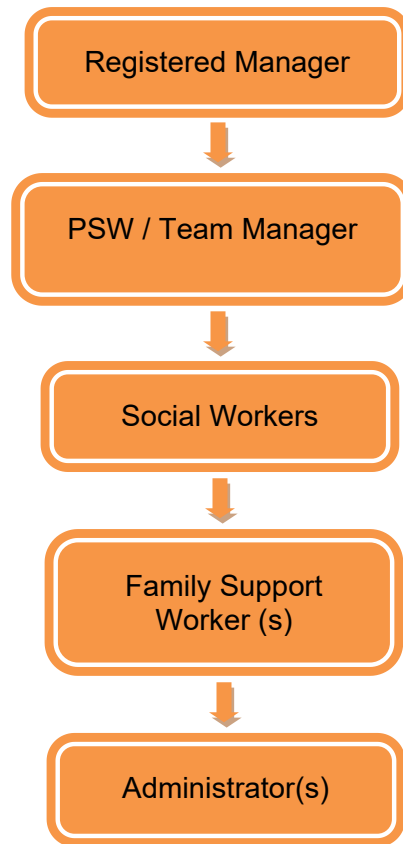 Registered Manager
PSW / Team Manager
Social Workers
Family Support
Worker (s)
Administrator(s)